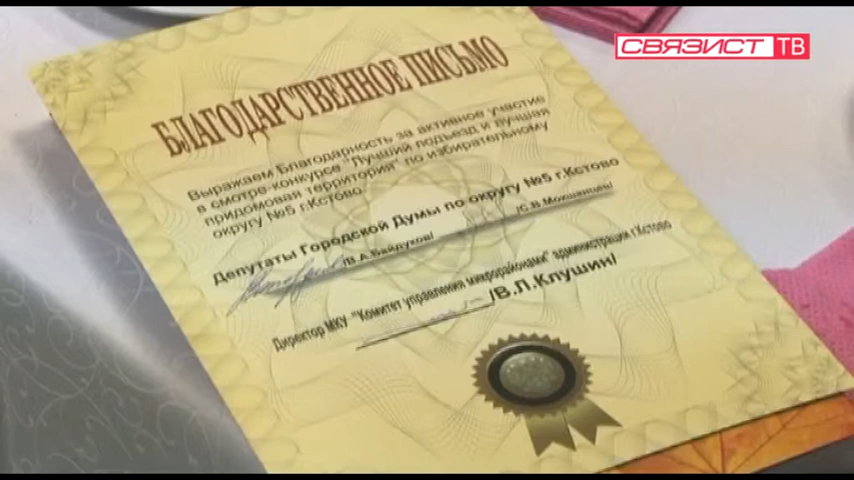 СВЯЗИСТ ТВ
БЛАГОДАРСТВЕННОЕ ПИСЬМО
Выражаем Благодарность за активное участие
в смотре-конкурсе "Лучший подъезд и лучшая
придомовая территория" по избирательному
округу №5 г.Кстово
Депутаты Городской Думы по округу №5 г.Кстово
/В.А.Байдуков/ /С.В.Мокшанцев/
Директор МКУ "Комитет управления микрорайонами" администрации г.Кстово
/В.Л.Клушин/